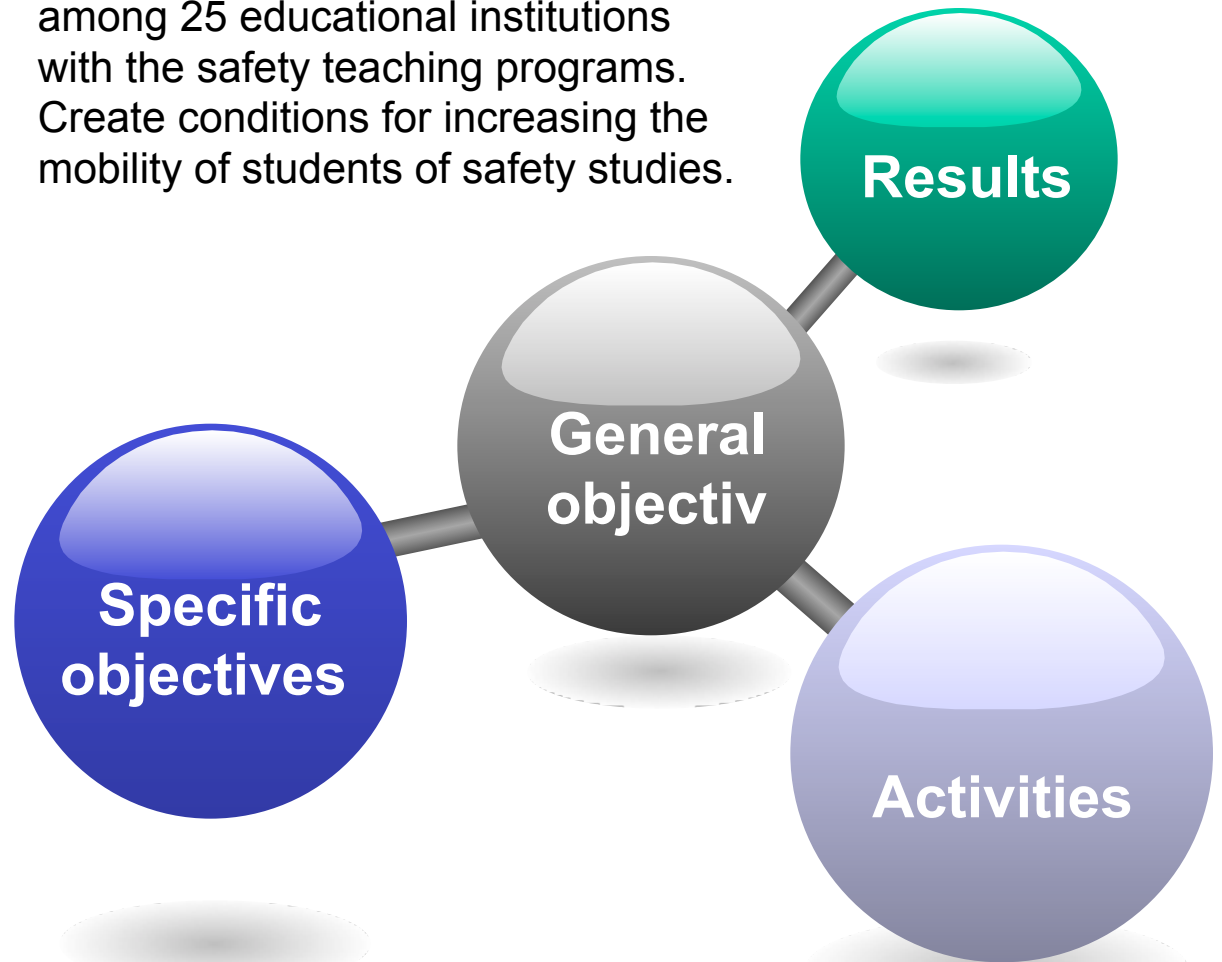 among 25 educational institutions
with the safety teaching programs.
Create conditions for increasing the
mobility of students of safety studies.
Results
General
objectiv
Specific
objectives
Activities